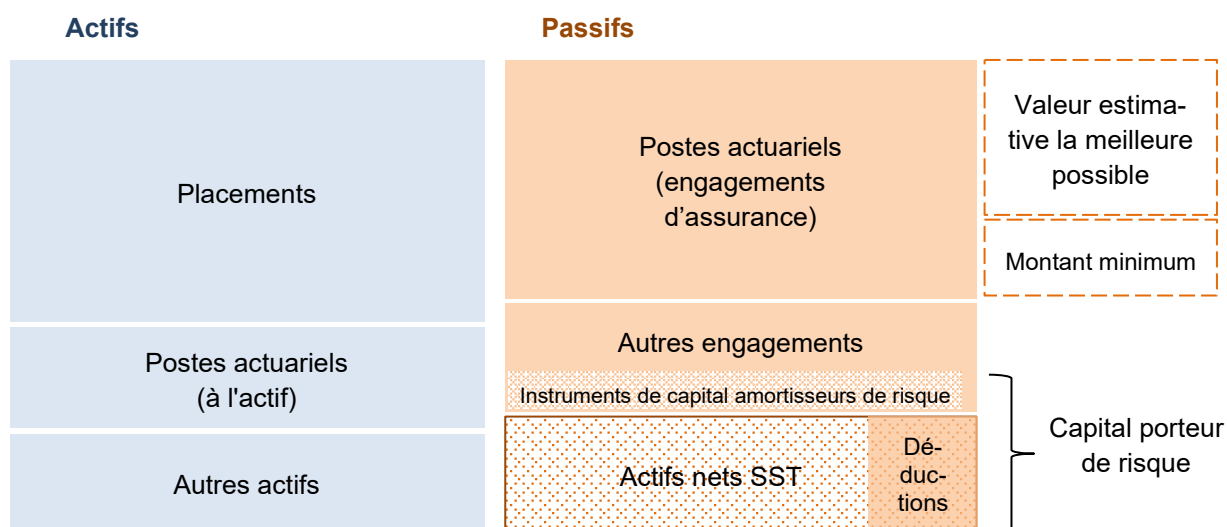 Actifs
Passifs
Placements
Postes actuariels
(à l'actif)
Autres actifs
Postes actuariels
(engagements
d’assurance)
Autres engagements
Instruments de capital amortisseurs de risque
Actifs nets SST
Dé-
duc-
tions
Valeur estima-
tive la meilleure
possible
Montant minimum
Capital porteur
de risque